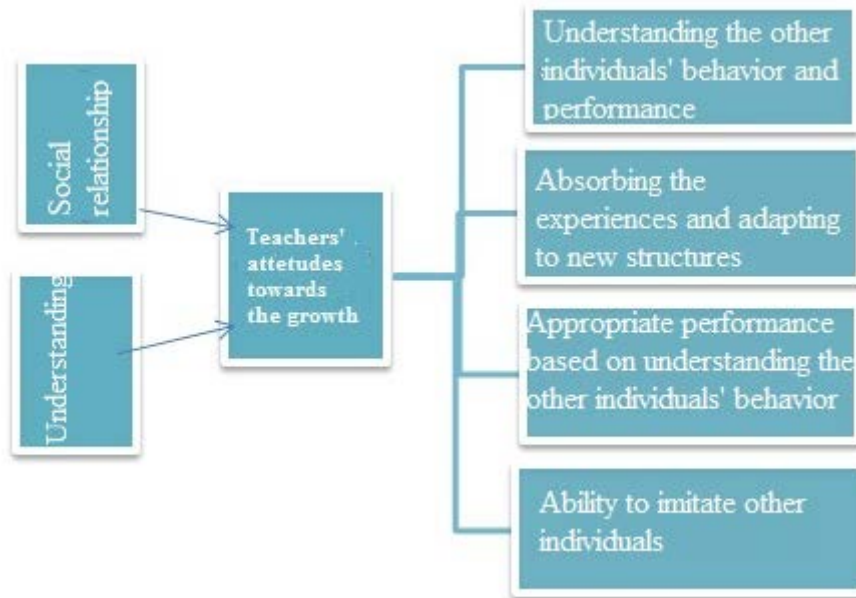 Social
relationship
Understanding
Teachers'
attetudes
towards
the growth
Understanding the other
individuals' behavior and
performance
Absorbing the
experiences and adapting
to new structures
Appropriate performance
based on understanding the
other individuals' behavior
Ability to imitate other
individuals